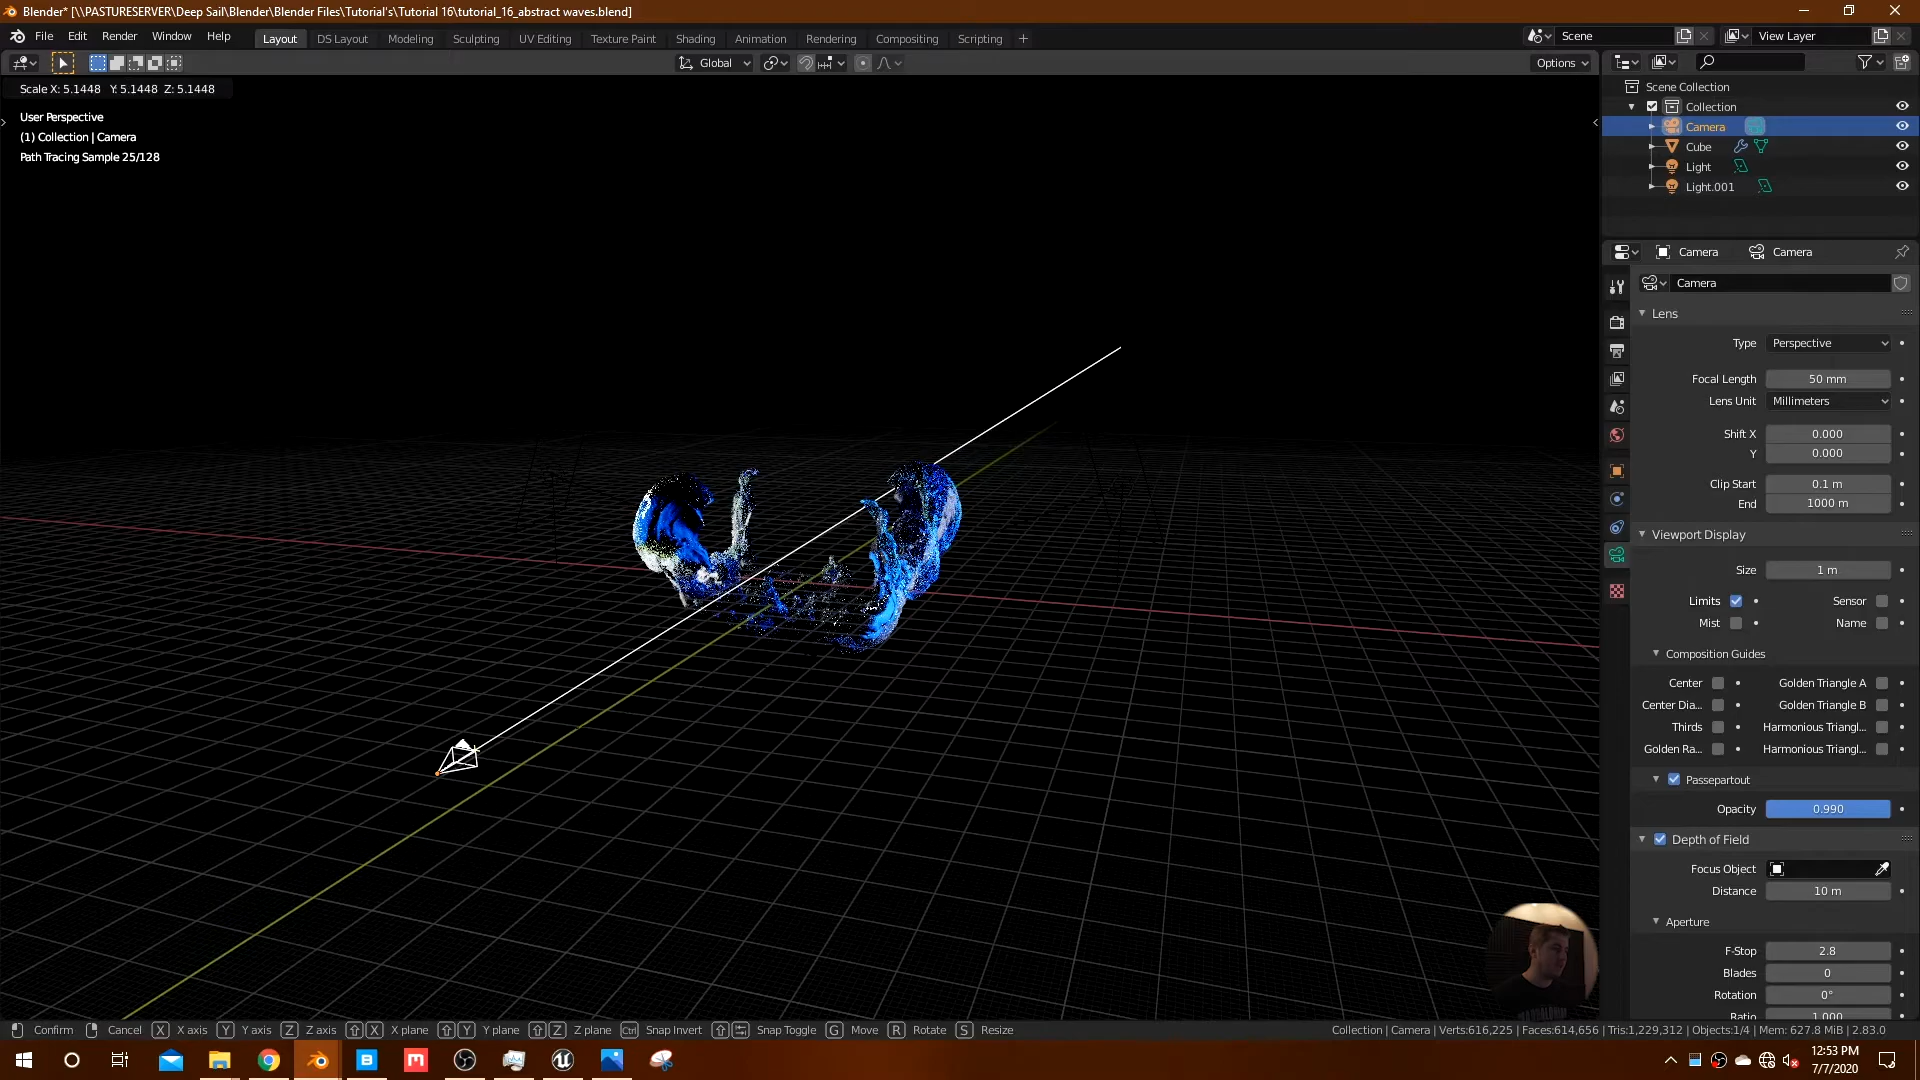 Blender* [\\PASTURESERVER\Deep Sail\Blender\Blender Files\Tutorial's\Tutorial 16\tutorial_16_abstract waves.blend]
File Edit Render Window Help Layout DS Layout Modeling Sculpting UV Editing Texture Paint Shading Animation Rendering Compositing Scripting + Scene View Layer
Global Options
Scale X: 5.1448 Y: 5.1448 Z: 5.1448
User Perspective
(1) Collection | Camera
Path Tracing Sample 25/128
Scene Collection
Collection
Camera
Cube
Light
Light.001
Camera Camera
Camera
Lens
Type Perspective
Focal Length 50 mm
Lens Unit Millimeters
Shift X 0.000
Y 0.000
Clip Start 0.1 m
End 1000 m
Viewport Display
Size 1 m
Limits Sensor
Mist Name
Composition Guides
Center Golden Triangle A
Center Dia... Golden Triangle B
Thirds Harmonious Triangl...
Golden Ra... Harmonious Triangl...
Passepartout
Opacity 0.990
Depth of Field
Focus Object
Distance 10 m
Aperture
F-Stop 2.8
Blades 0
Rotation 0°
Ratio 1.000
Confirm Cancel X X axis Y Y axis Z Z axis X X plane Y Y plane Z Z plane Ctrl Snap Invert Snap Toggle G Move R Rotate S Resize Collection | Camera | Verts:616,225 | Faces:614,656 | Tris:1,229,312 | Objects:1/4 | Mem: 627.8 MiB | 2.83.0
12:53 PM
7/7/2020